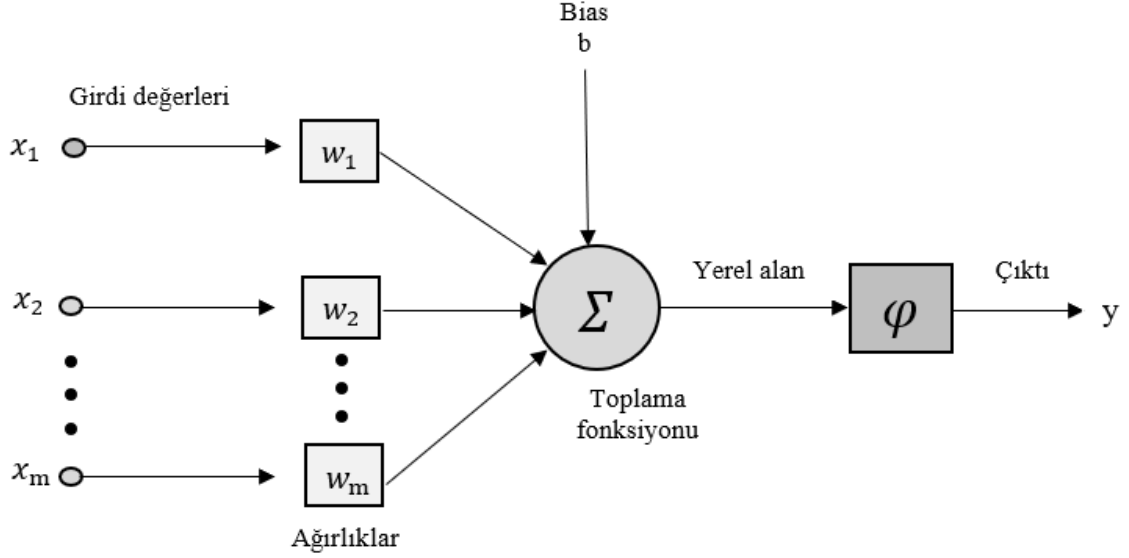 Bias
b
Girdi değerleri
x₁
w₁
x₂
w₂
Σ
Yerel alan
φ
Çıktı
y
Toplama
fonksiyonu
xₘ
wₘ
Ağırlıklar